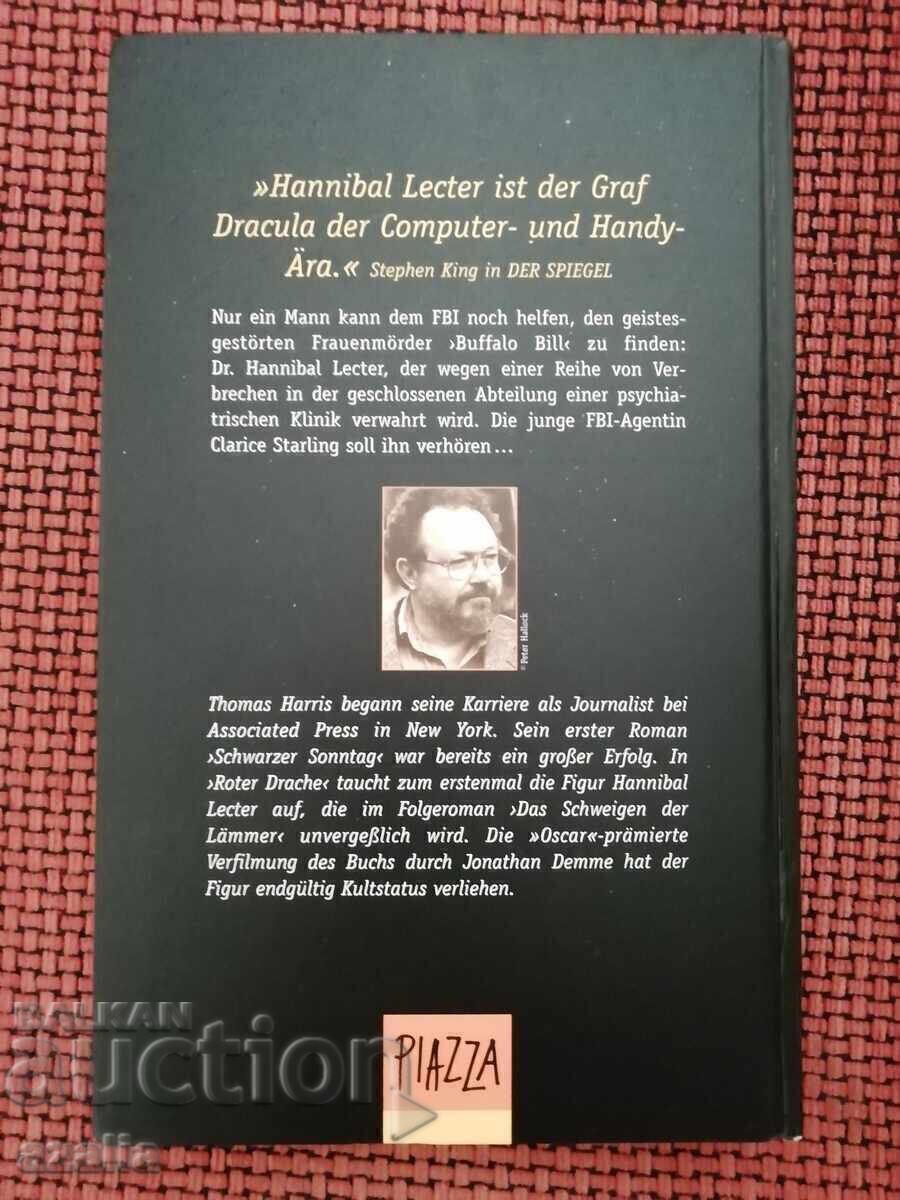 »Hannibal Lecter ist der Graf
Dracula der Computer- und Handy-
Ära.« Stephen King in DER SPIEGEL
Nur ein Mann kann dem FBI noch helfen, den geistes-
gestörten Frauenmörder ›Buffalo Bill‹ zu finden:
Dr. Hannibal Lecter, der wegen einer Reihe von Ver-
brechen in der geschlossenen Abteilung einer psychia-
trischen Klinik verwahrt wird. Die junge FBI-Agentin
Clarice Starling soll ihn verhören...
© Peter Hallock
Thomas Harris begann seine Karriere als Journalist bei
Associated Press in New York. Sein erster Roman
›Schwarzer Sonntag‹ war bereits ein großer Erfolg. In
›Roter Drache‹ taucht zum erstenmal die Figur Hannibal
Lecter auf, die im Folgeroman ›Das Schweigen der
Lämmer‹ unvergeßlich wird. Die »Oscar«-prämierte
Verfilmung des Buchs durch Jonathan Demme hat der
Figur endgültig Kultstatus verliehen.
BALKAN
auction
PIAZZA
azalia